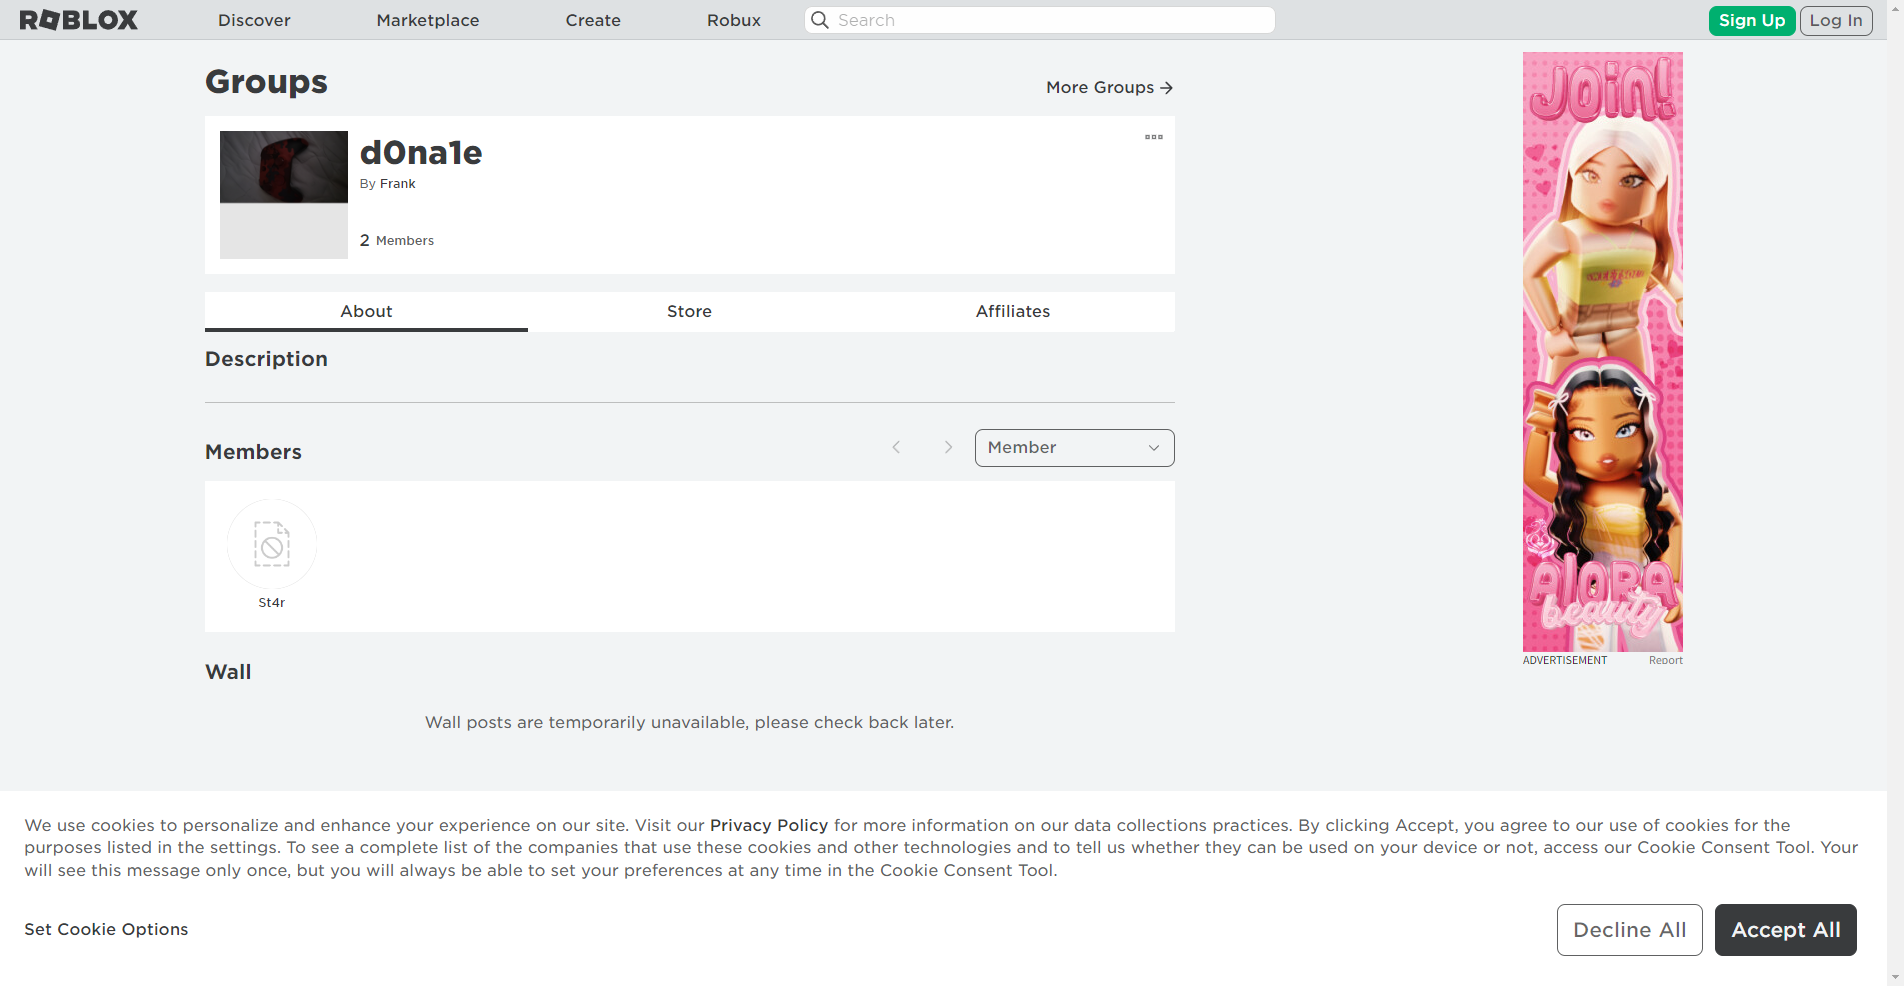 ROBLOX
Discover
Marketplace
Create
Robux
Search
Sign Up
Log In
Groups
More Groups
d0na1e
By Frank
2 Members
About
Store
Affiliates
Description
Members
Member
St4r
Wall
Wall posts are temporarily unavailable, please check back later.
JOIN!
ALORA
beauty
ADVERTISEMENT
Report
We use cookies to personalize and enhance your experience on our site. Visit our Privacy Policy for more information on our data collections practices. By clicking Accept, you agree to our use of cookies for the
purposes listed in the settings. To see a complete list of the companies that use these cookies and other technologies and to tell us whether they can be used on your device or not, access our Cookie Consent Tool. Your
will see this message only once, but you will always be able to set your preferences at any time in the Cookie Consent Tool.
Set Cookie Options
Decline All
Accept All